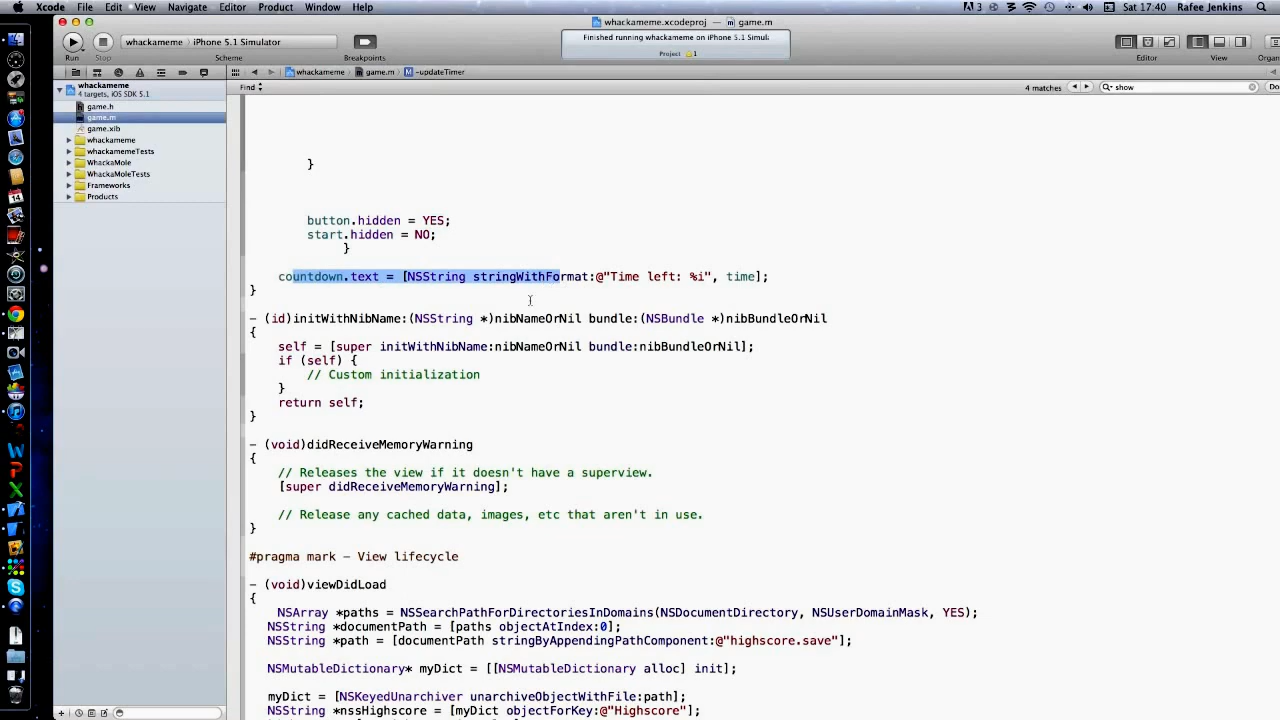 Xcode File Edit View Navigate Editor Product Window Help
3
Sat 17:40 Rafee Jenkins
whackameme.xcodeproj — game.m
whackameme ⟩ iPhone 5.1 Simulator
Finished running whackameme on iPhone 5.1 Simul
Project 1
Run Stop Scheme Breakpoints Editor View Organ
whackameme game.m M -updateTimer
whackameme
4 targets, iOS SDK 5.1
Find 4 matches show Do
game.h
game.m
game.xib
whackameme
whackamemeTests
WhackaMole
WhackaMoleTests
Frameworks
Products
}
button.hidden = YES;
start.hidden = NO;
}
countdown.text = [NSString stringWithFormat:@"Time left: %i", time];
}
- (id)initWithNibName:(NSString *)nibNameOrNil bundle:(NSBundle *)nibBundleOrNil
{
self = [super initWithNibName:nibNameOrNil bundle:nibBundleOrNil];
if (self) {
// Custom initialization
}
return self;
}
- (void)didReceiveMemoryWarning
{
// Releases the view if it doesn't have a superview.
[super didReceiveMemoryWarning];
// Release any cached data, images, etc that aren't in use.
}
#pragma mark - View lifecycle
- (void)viewDidLoad
{
NSArray *paths = NSSearchPathForDirectoriesInDomains(NSDocumentDirectory, NSUserDomainMask, YES);
NSString *documentPath = [paths objectAtIndex:0];
NSString *path = [documentPath stringByAppendingPathComponent:@"highscore.save"];
NSMutableDictionary* myDict = [[NSMutableDictionary alloc] init];
myDict = [NSKeyedUnarchiver unarchiveObjectWithFile:path];
NSString *nssHighscore = [myDict objectForKey:@"Highscore"];